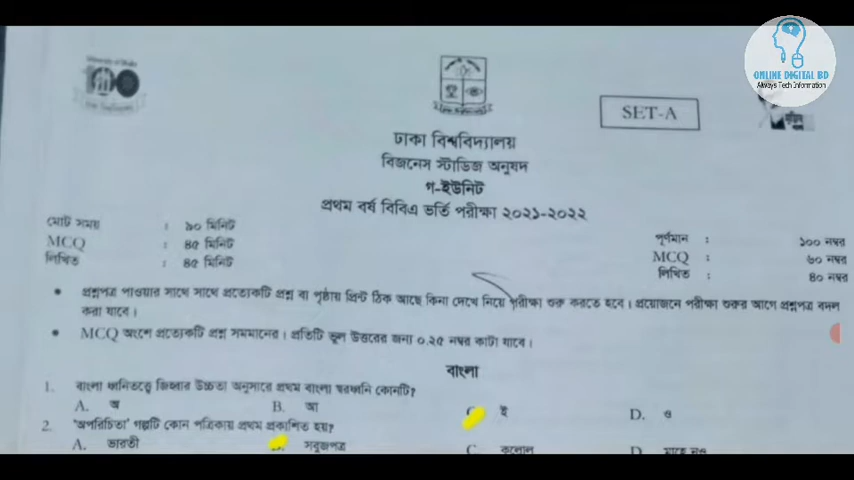 ONLINE DIGITAL BD
Always Tech Information
SET-A
ঢাকা বিশ্ববিদ্যালয়
বিজনেস স্টাডিজ অনুষদ
গ-ইউনিট
প্রথম বর্ষ বিবিএ ভর্তি পরীক্ষা ২০২১-২০২২
মোট সময় : ৯০ মিনিট
MCQ : ৪৫ মিনিট
লিখিত : ৪৫ মিনিট
পূর্ণমান : ১০০ নম্বর
MCQ : ৬০ নম্বর
লিখিত : ৪০ নম্বর
• প্রশ্নপত্র পাওয়ার সাথে সাথে প্রত্যেকটি প্রশ্ন বা পৃষ্ঠায় প্রিন্ট ঠিক আছে কিনা দেখে নিয়ে পরীক্ষা শুরু করতে হবে। প্রয়োজনে পরীক্ষা শুরুর আগে প্রশ্নপত্র বদল
করা যাবে।
• MCQ অংশে প্রত্যেকটি প্রশ্ন সমমানের। প্রতিটি ভুল উত্তরের জন্য ০.২৫ নম্বর কাটা যাবে।
বাংলা
1. বাংলা ধ্বনিতত্ত্বে জিহ্বার উচ্চতা অনুসারে প্রথম বাংলা স্বরধ্বনি কোনটি?
A. অ B. আ C ই D. এ
2. 'অপরিচিতা' গল্পটি কোন পত্রিকায় প্রথম প্রকাশিত হয়?
A. ভারতী সবুজপত্র C কল্লোল D